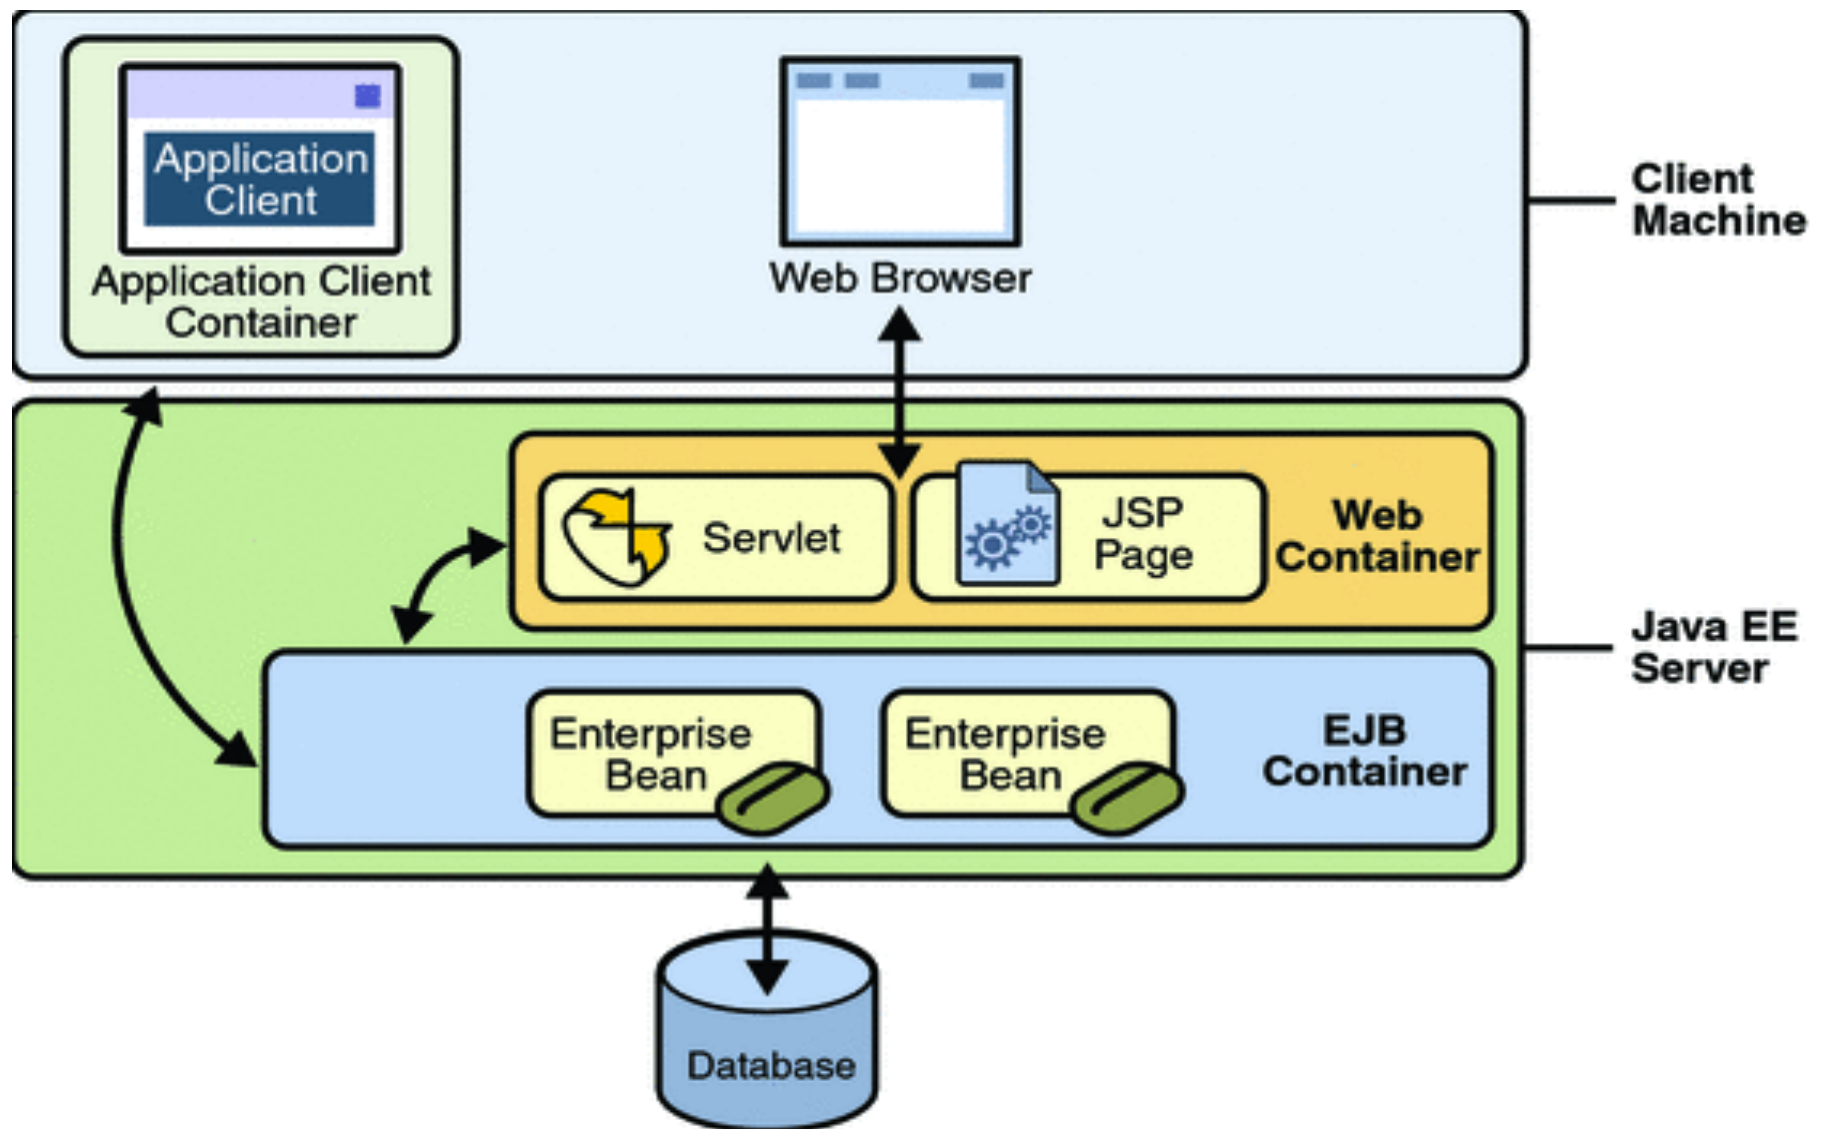 Application
Client
Application Client
Container
Web Browser
Client
Machine
Servlet
JSP
Page
Web
Container
Java EE
Server
Enterprise
Bean
Enterprise
Bean
EJB
Container
Database